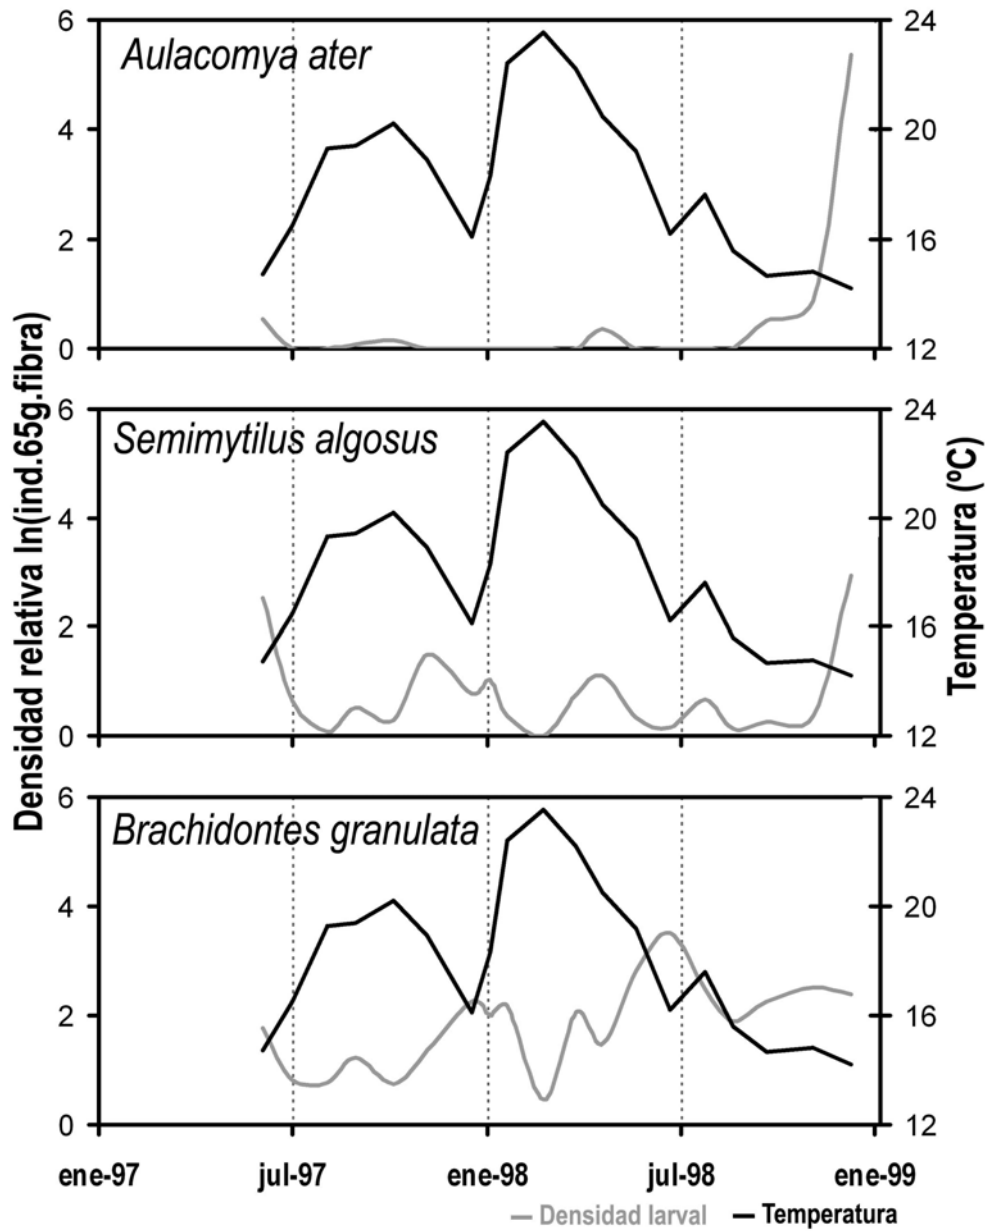 6
24
Aulacomya ater
4
20
2
16
0
12
6
24
Semimytilus algosus
4
20
2
16
0
12
6
24
Brachidontes granulata
4
20
2
16
0
12
ene-97
jul-97
ene-98
jul-98
ene-99
Densidad relativa ln(ind.65g.fibra)
Temperatura (ºC)
Densidad larval
Temperatura